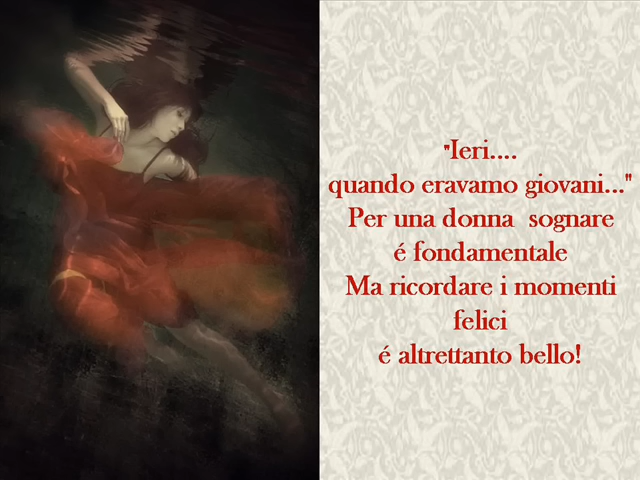 "Ieri....
quando eravamo giovani..."
Per una donna sognare
é fondamentale
Ma ricordare i momenti
felici
é altrettanto bello!